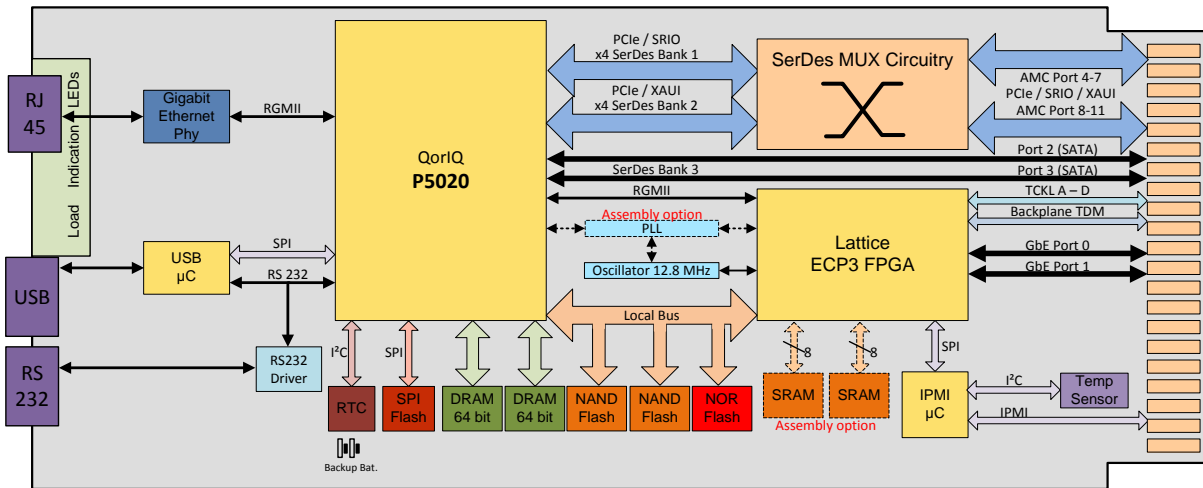 RJ
45
Load Indication LEDs
Gigabit
Ethernet
Phy
RGMII
QorIQ
P5020
PCIe / SRIO
x4 SerDes Bank 1
PCIe / XAUI
x4 SerDes Bank 2
SerDes MUX Circuitry
AMC Port 4-7
PCIe / SRIO / XAUI
AMC Port 8-11
Port 2 (SATA)
SerDes Bank 3
Port 3 (SATA)
RGMII
TCKL A – D
Backplane TDM
Assembly option
PLL
Oscillator 12.8 MHz
Lattice
ECP3 FPGA
GbE Port 0
GbE Port 1
USB
USB
µC
SPI
RS 232
RS
232
RS232
Driver
Local Bus
I²C
SPI
8
8
SPI
RTC
SPI
Flash
DRAM
64 bit
DRAM
64 bit
NAND
Flash
NAND
Flash
NOR
Flash
SRAM
SRAM
Assembly option
IPMI
µC
I²C
Temp
Sensor
IPMI
Backup Bat.